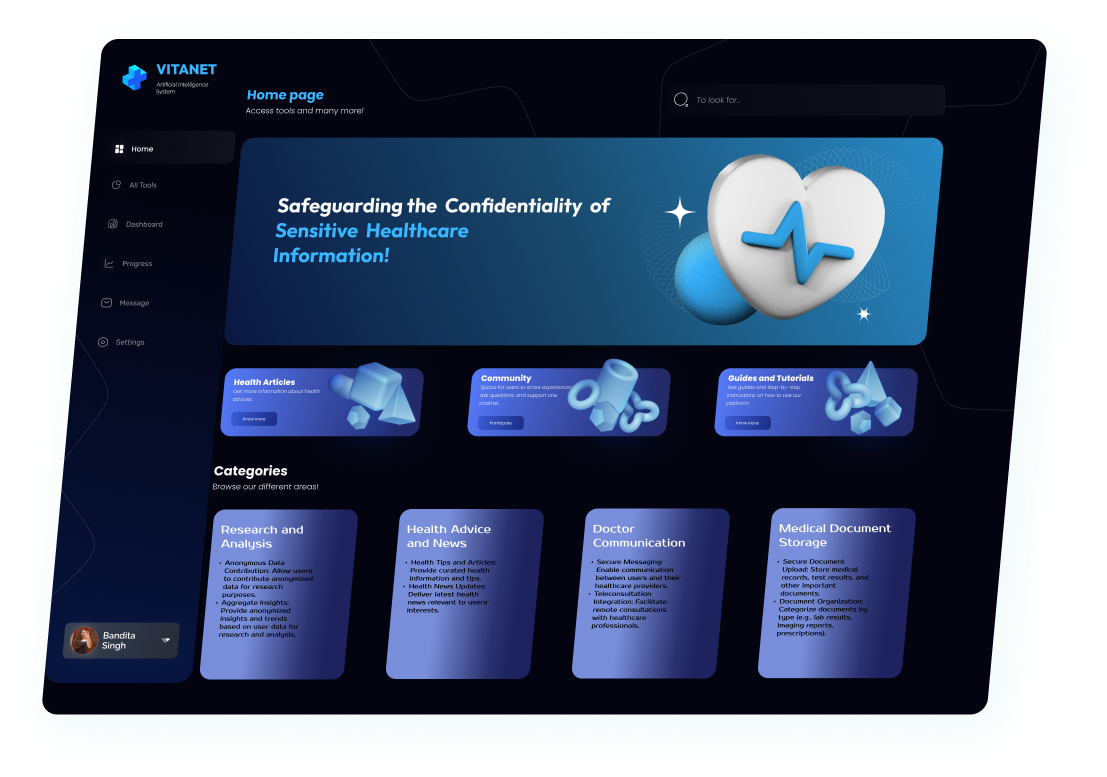 VITANET
Artificial Intelligence
System
Home page
Access tools and many more!
To look for..
Home
All Tools
Dashboard
Progress
Message
Settings
Bandita
Singh
Safeguarding the Confidentiality of
Sensitive Healthcare
Information!
Health Articles
Get more information about health
advices.
Know more
Community
Space for users to share experiences,
ask questions, and support one
another.
Participate
Guides and Tutorials
See guides and step-by-step
instructions on how to use our
platform!
Know More!
Categories
Browse our different areas!
Research and
Analysis
• Anonymous Data
Contribution: Allow users
to contribute anonymized
data for research
purposes.
• Aggregate Insights:
Provide anonymized
insights and trends
based on user data for
research and analysis.
Health Advice
and News
• Health Tips and Articles:
Provide curated health
information and tips.
• Health News Updates:
Deliver latest health
news relevant to users'
interests.
Doctor
Communication
• Secure Messaging:
Enable communication
between users and their
healthcare providers.
• Teleconsultation
Integration: Facilitate
remote consultations
with healthcare
professionals.
Medical Document
Storage
• Secure Document
Upload: Store medical
records, test results, and
other important
documents.
• Document Organization:
Categorize documents by
type (e.g., lab results,
imaging reports,
prescriptions).